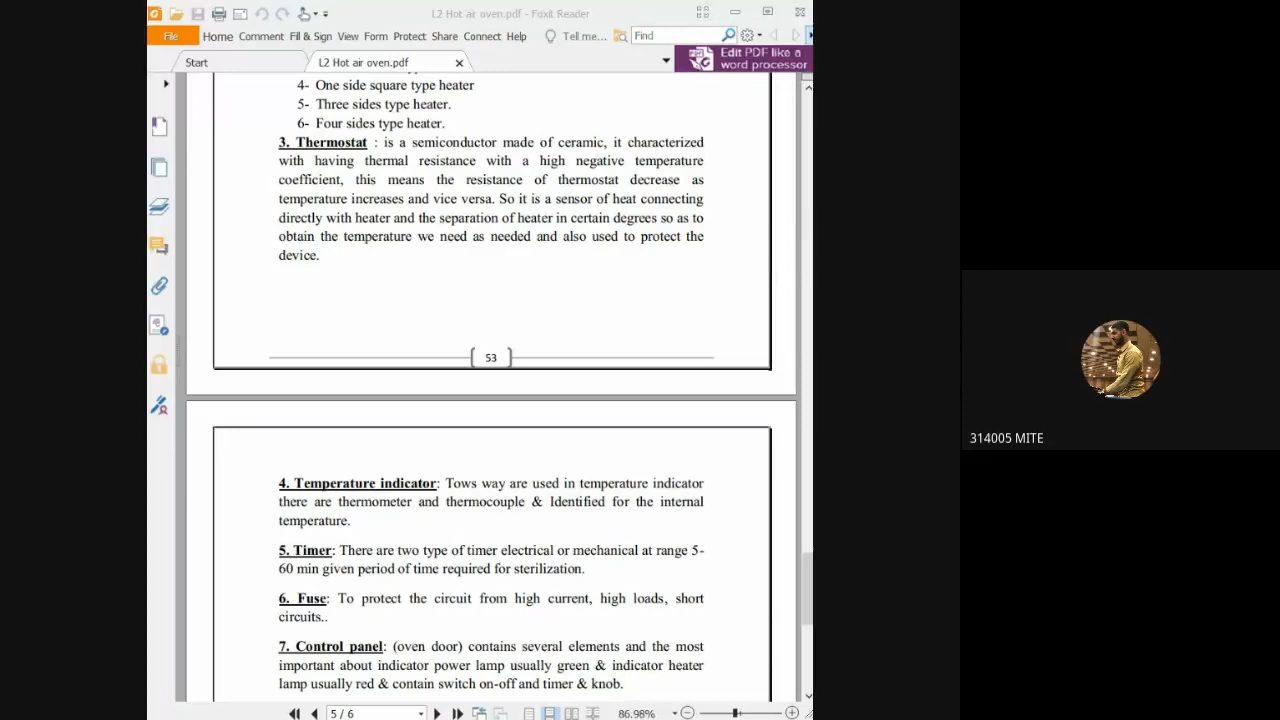 L2 Hot air oven.pdf - Foxit Reader
File Home Comment Fill & Sign View Form Protect Share Connect Help Tell me... Find
Start L2 Hot air oven.pdf
Edit PDF like a
word processor
4- One side square type heater
5- Three sides type heater.
6- Four sides type heater.
3. Thermostat : is a semiconductor made of ceramic, it characterized
with having thermal resistance with a high negative temperature
coefficient, this means the resistance of thermostat decrease as
temperature increases and vice versa. So it is a sensor of heat connecting
directly with heater and the separation of heater in certain degrees so as to
obtain the temperature we need as needed and also used to protect the
device.
53
4. Temperature indicator: Tows way are used in temperature indicator
there are thermometer and thermocouple & Identified for the internal
temperature.
5. Timer: There are two type of timer electrical or mechanical at range 5-
60 min given period of time required for sterilization.
6. Fuse: To protect the circuit from high current, high loads, short
circuits..
7. Control panel: (oven door) contains several elements and the most
important about indicator power lamp usually green & indicator heater
lamp usually red & contain switch on-off and timer & knob.
5 / 6 86.98%
314005 MITE